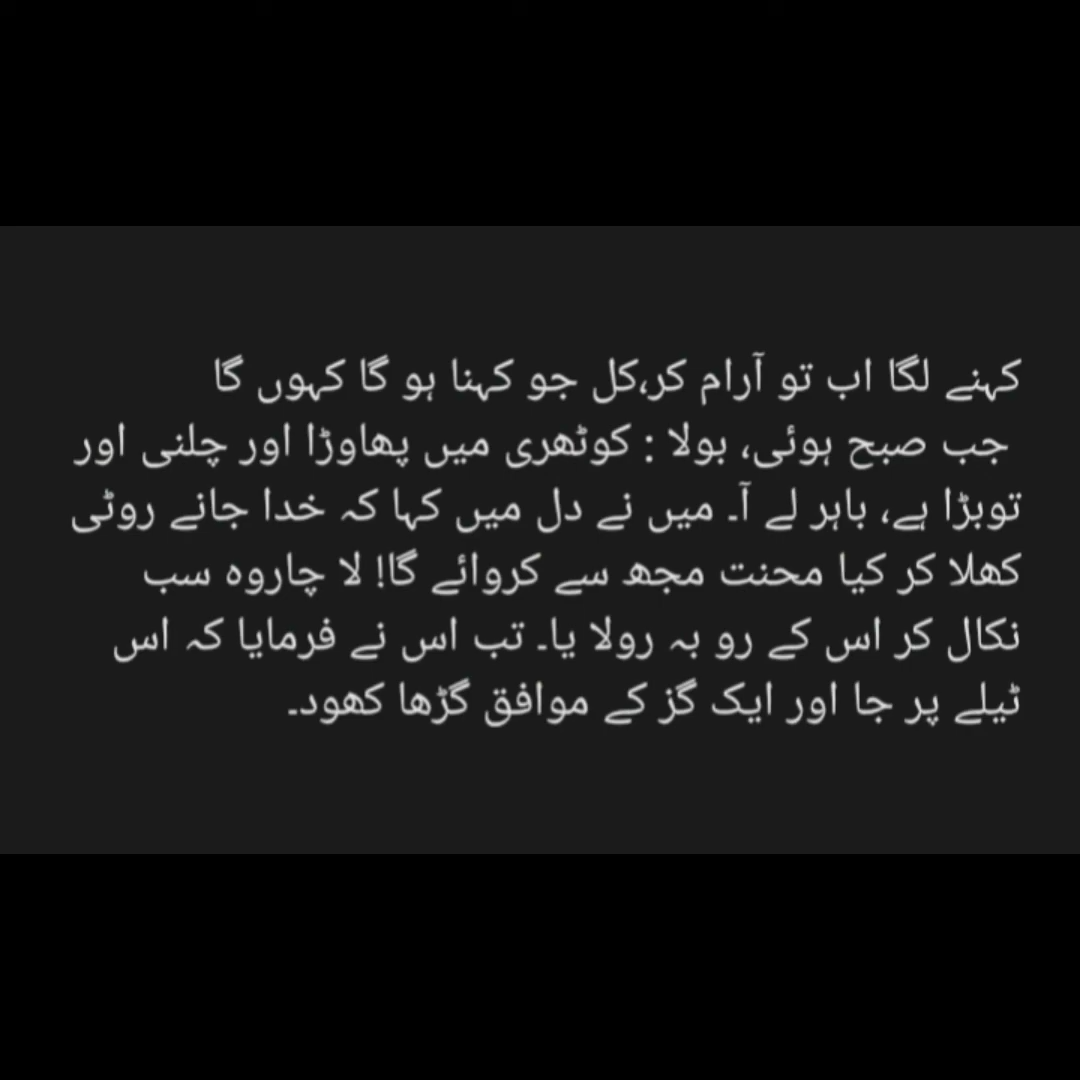 کہنے لگا اب تو آرام کر،کل جو کہنا ہو گا کہوں گا
جب صبح ہوئی، بولا : کوٹھری میں پھاوڑا اور چلنی اور
توبڑا ہے، باہر لے آ۔ میں نے دل میں کہا کہ خدا جانے روٹی
کھلا کر کیا محنت مجھ سے کروائے گا! لا چاروہ سب
نکال کر اس کے رو بہ رولا یا۔ تب اس نے فرمایا کہ اس
ٹیلے پر جا اور ایک گز کے موافق گڑھا کھود۔